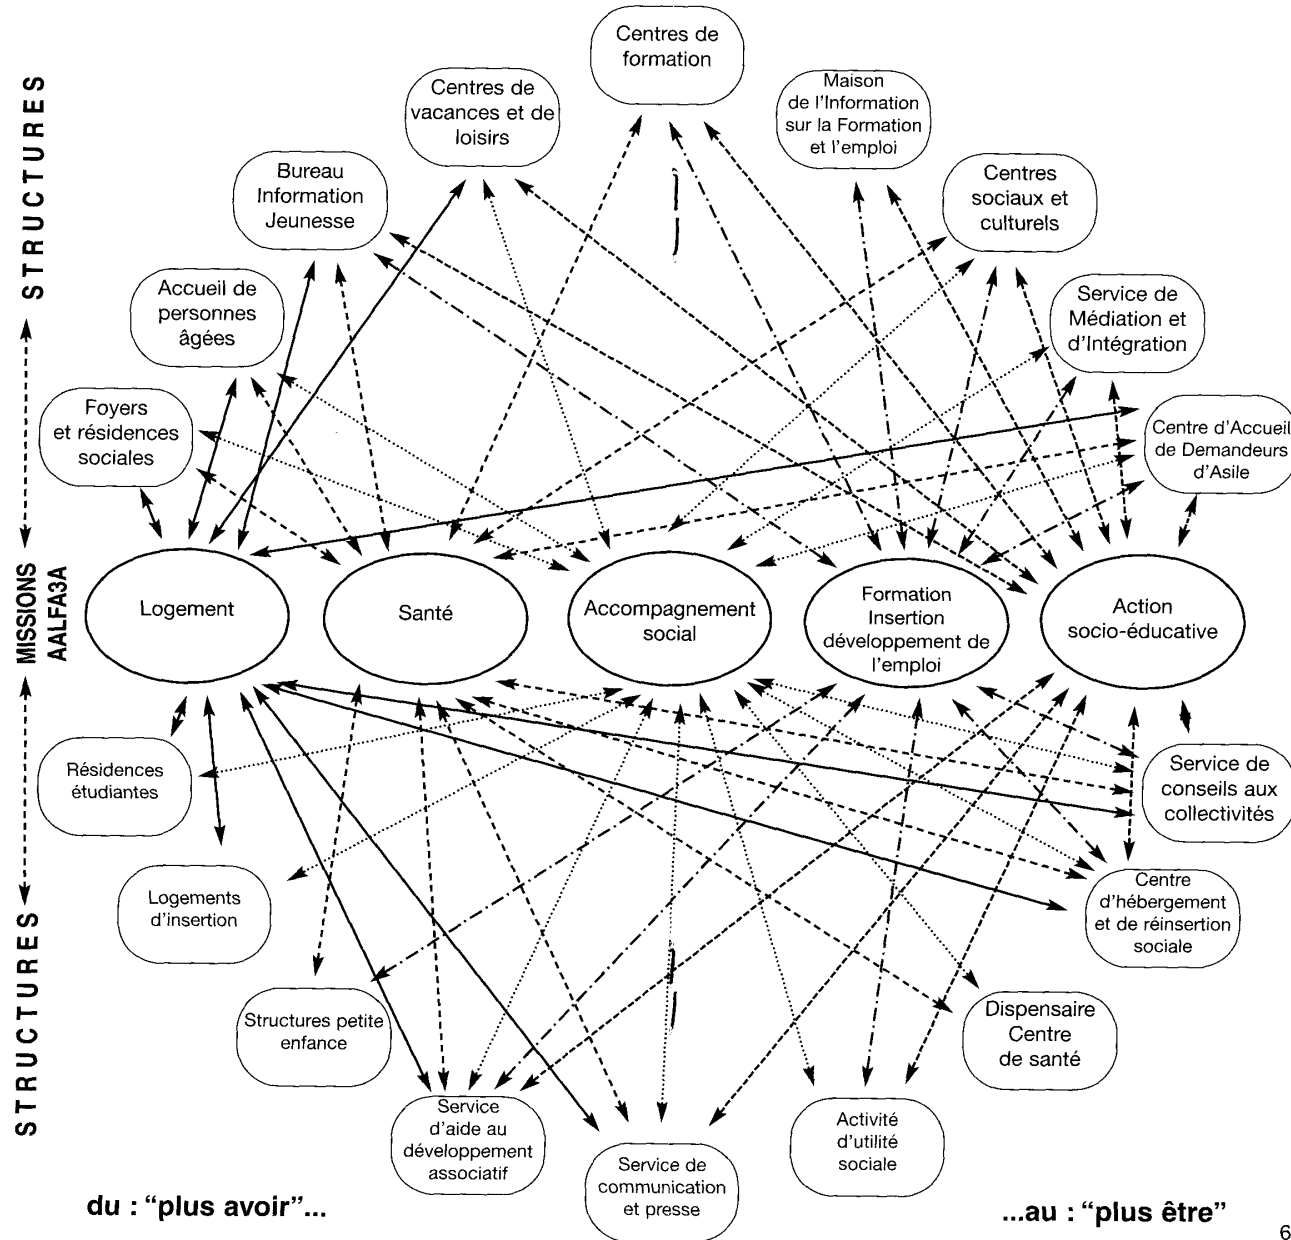 Centres de
formation
Centres de
vacances et de
loisirs
Maison
de l'Information
sur la Formation
et l'emploi
Bureau
Information
Jeunesse
Centres
sociaux et
culturels
Accueil de
personnes
âgées
Service de
Médiation et
d'Intégration
Foyers
et résidences
sociales
Centre d'Accueil
de Demandeurs
d'Asile
STRUCTURES
MISSIONS
AALFA3A
STRUCTURES
Logement
Santé
Accompagnement
social
Formation
Insertion
développement de
l'emploi
Action
socio-éducative
Résidences
étudiantes
Service de
conseils aux
collectivités
Logements
d'insertion
Centre
d'hébergement
et de réinsertion
sociale
Structures petite
enfance
Dispensaire
Centre
de santé
Service
d'aide au
développement
associatif
Activité
d'utilité
sociale
Service de
communication
et presse
du : “plus avoir”...
...au : “plus être”
6